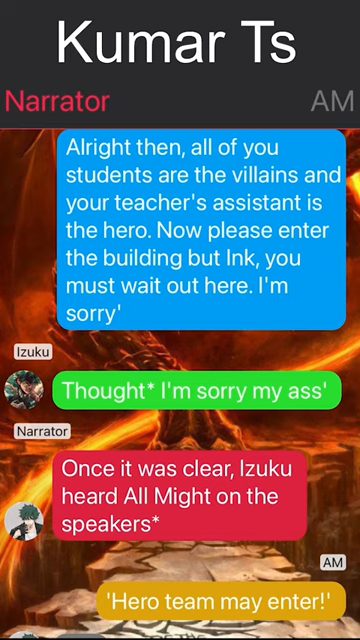 Kumar Ts
Narrator
AM
Alright then, all of you
students are the villains and
your teacher's assistant is
the hero. Now please enter
the building but Ink, you
must wait out here. I'm
sorry'
Izuku
Thought* I'm sorry my ass'
Narrator
Once it was clear, Izuku
heard All Might on the
speakers*
AM
'Hero team may enter!'